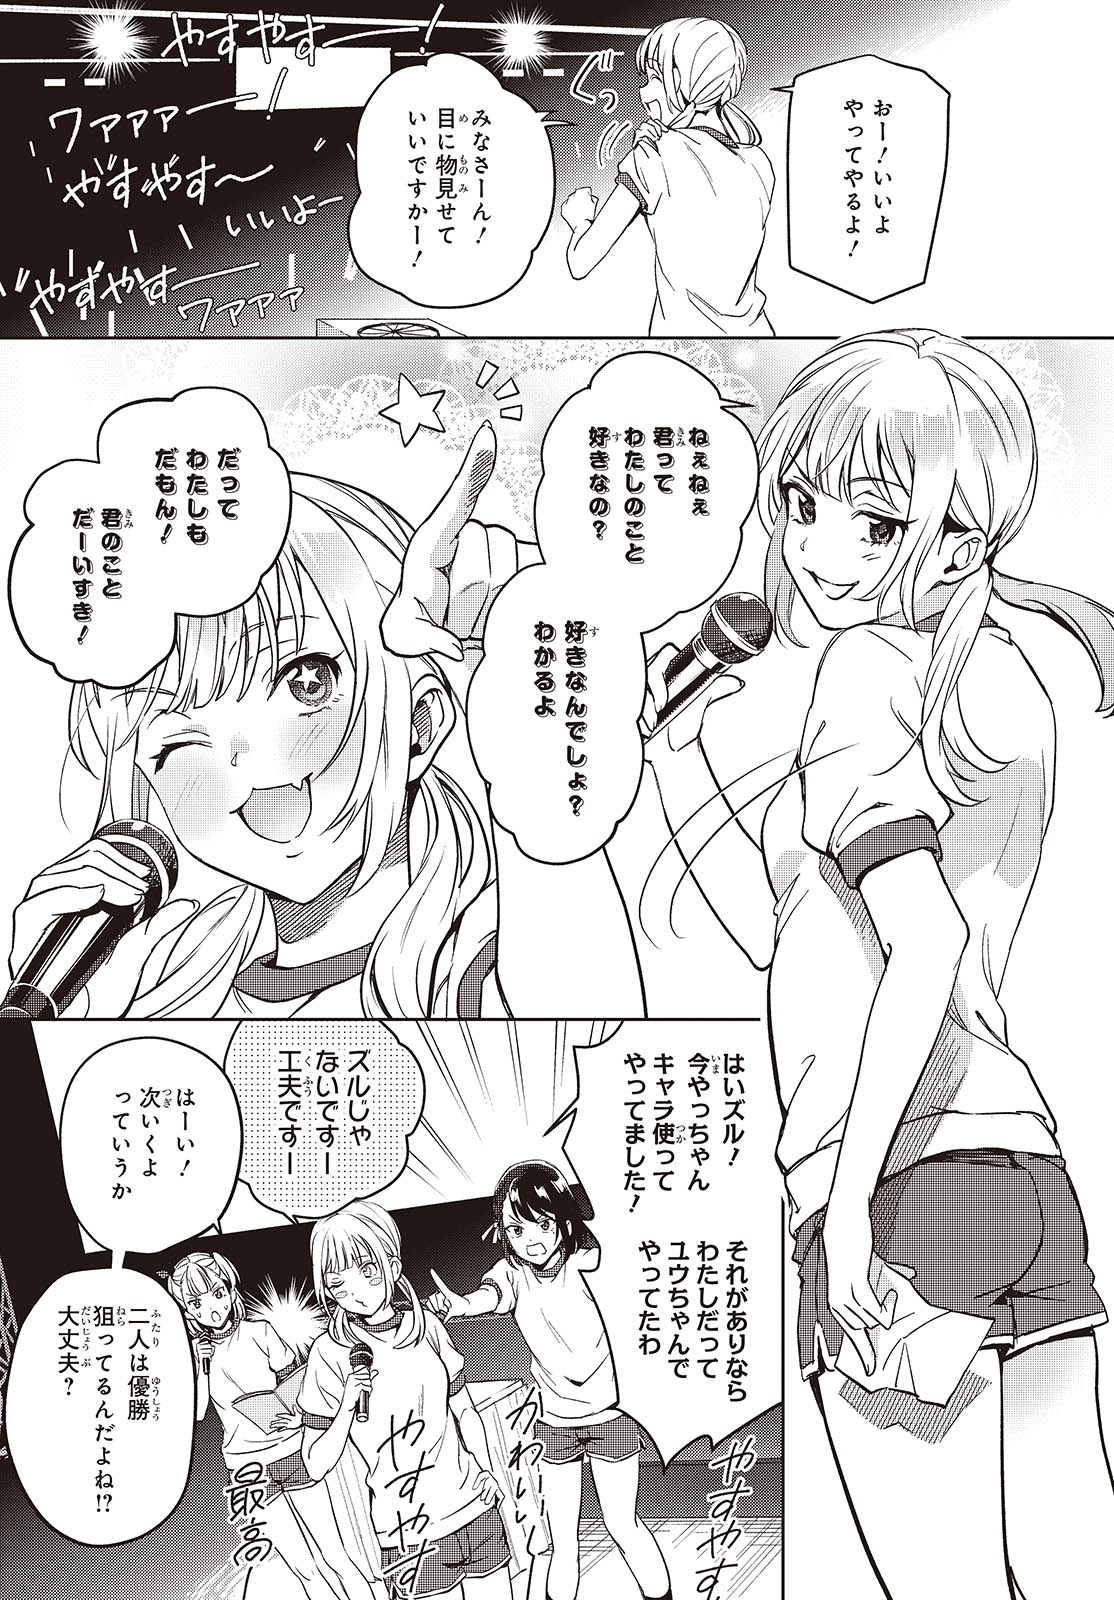 おー！いいよ
やってやるよ！
ぐっ
みなさーん！
目に物見せて
いいですかー！
やすやすー！
ワァァァー！
やすやす〜
いいよー
やすやすー
ワァァァ
ねぇねぇ
君って
わたしのこと
好きなの？
好きなんでしょ？
わかるよ
だって
わたしも
だもん！
君のこと
だーいすき！
はいズル！
今やっちゃん
キャラ使って
やってました！
それがありなら
わたしだって
ユウちゃんで
やってたわ
ズルじゃ
ないですー
工夫ですー
はーい！
次いくよ
っていうか
二人は優勝
狙ってるんだよね!?
大丈夫？
やすやす
かわいい
やすやす
最高